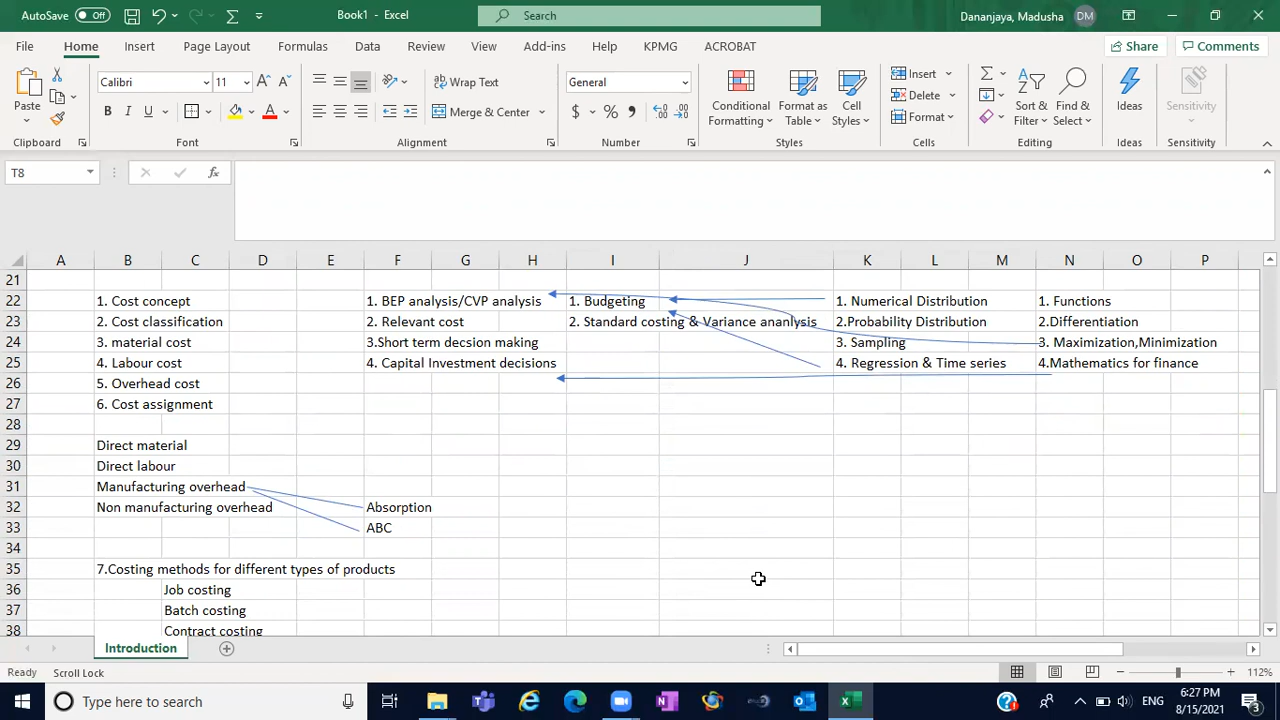 AutoSave Off Book1 - Excel Search Dananjaya, Madusha DM
File Home Insert Page Layout Formulas Data Review View Add-ins Help KPMG ACROBAT Share Comments
Paste Calibri 11 Wrap Text General Conditional Formatting Format as Table Cell Styles Insert Sort & Filter Find & Select Ideas Sensitivity
B I U Merge & Center $ % Delete
Format
Clipboard Font Alignment Number Styles Cells Editing Ideas Sensitivity
T8 fx
A B C D E F G H I J K L M N O P
21
22 1. Cost concept 1. BEP analysis/CVP analysis 1. Budgeting 1. Numerical Distribution 1. Functions
23 2. Cost classification 2. Relevant cost 2. Standard costing & Variance ananlysis 2.Probability Distribution 2.Differentiation
24 3. material cost 3.Short term decsion making 3. Sampling 3. Maximization,Minimization
25 4. Labour cost 4. Capital Investment decisions 4. Regression & Time series 4.Mathematics for finance
26 5. Overhead cost
27 6. Cost assignment
28
29 Direct material
30 Direct labour
31 Manufacturing overhead
32 Non manufacturing overhead Absorption
33 ABC
34
35 7.Costing methods for different types of products
36 Job costing
37 Batch costing
38 Contract costing
Introduction
Ready Scroll Lock 112%
Type here to search ENG 6:27 PM
8/15/2021 3